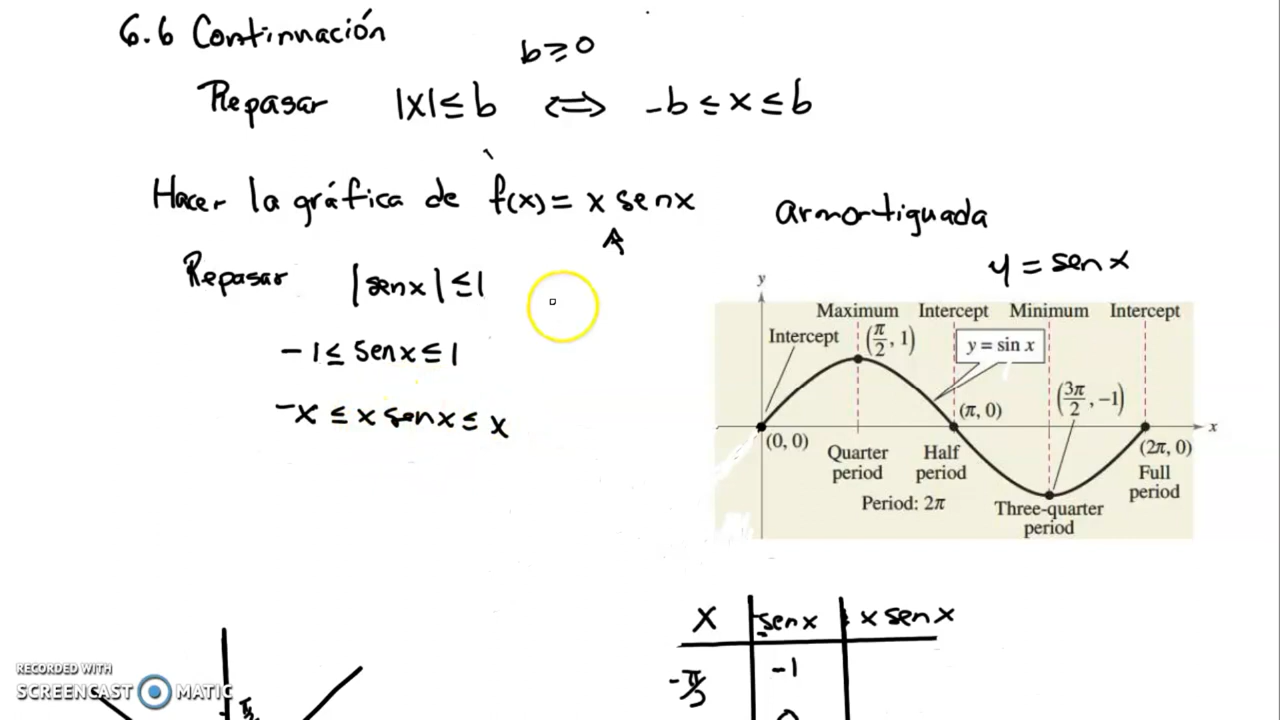 6.6 Continuación
b ≥ 0
Repasar |x| ≤ b ⟺ -b ≤ x ≤ b
Hacer la gráfica de f(x) = x senx
Armortiguada
Repasar |senx| ≤ 1
y = senx
-1 ≤ senx ≤ 1
-x ≤ x senx ≤ x
y
Maximum Intercept Minimum Intercept
Intercept
(π/2, 1)
y = sin x
(3π/2, -1)
(π, 0)
x
(0, 0)
(2π, 0)
Quarter period
Half period
Full period
Period: 2π
Three-quarter period
x senx x senx
-1
0
RECORDED WITH
SCREENCAST MATIC